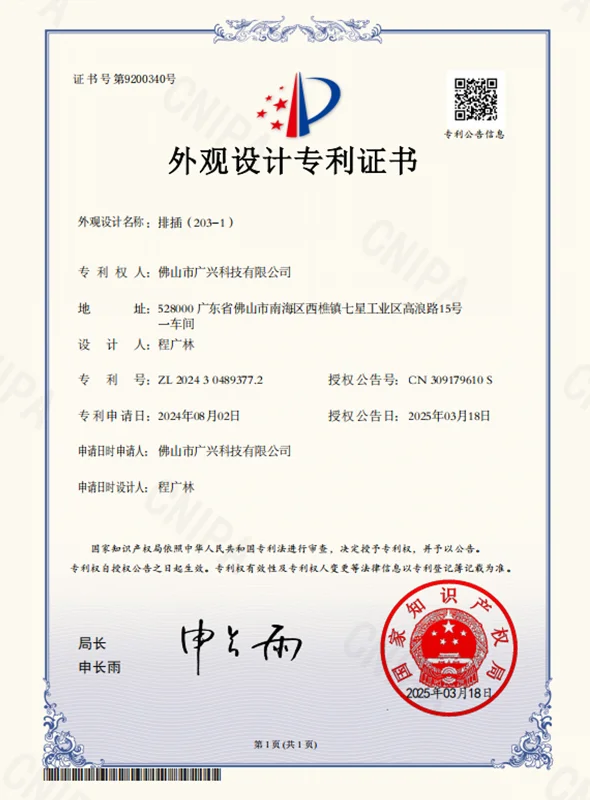 证书号第9200340号
专利公告信息
外观设计专利证书
外观设计名称：排插（203-1）
专利权人：佛山市广兴科技有限公司
地址：528000 广东省佛山市南海区西樵镇七星工业区高浪路15号
一车间
设计人：程广林
专利号：ZL 2024 3 0489377.2 授权公告号：CN 309179610 S
专利申请日：2024年08月02日 授权公告日：2025年03月18日
申请日时申请人：佛山市广兴科技有限公司
申请日时设计人：程广林
国家知识产权局依照中华人民共和国专利法进行审查，决定授予专利权，并予以公告。
专利权自授权公告之日起生效。专利权有效性及专利权人变更等法律信息以专利登记簿记载为准。
局长
申长雨
申长雨
国家知识产权局
2025年03月18日
第1页(共1页)
CNIPA
CNIPA
CNIPA
CNIPA
CNIPA